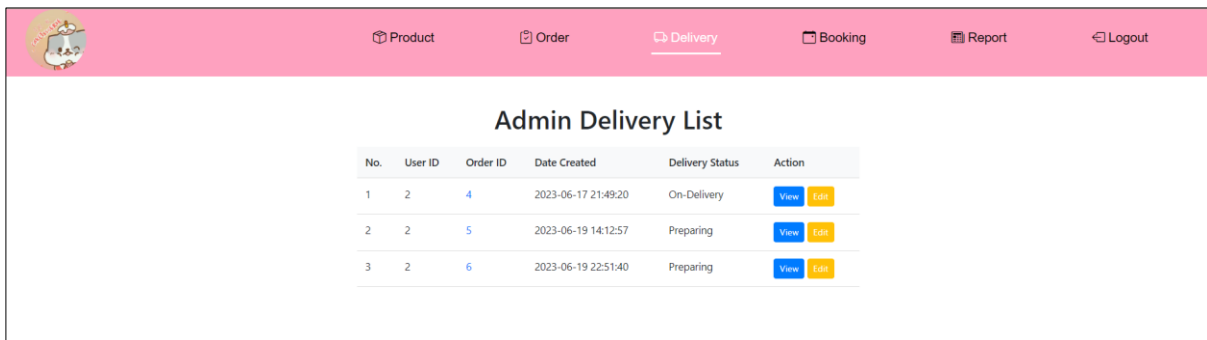 Product Order Delivery Booking Report Logout
Admin Delivery List
No. User ID Order ID Date Created Delivery Status Action
1 2 4 2023-06-17 21:49:20 On-Delivery View Edit
2 2 5 2023-06-19 14:12:57 Preparing View Edit
3 2 6 2023-06-19 22:51:40 Preparing View Edit